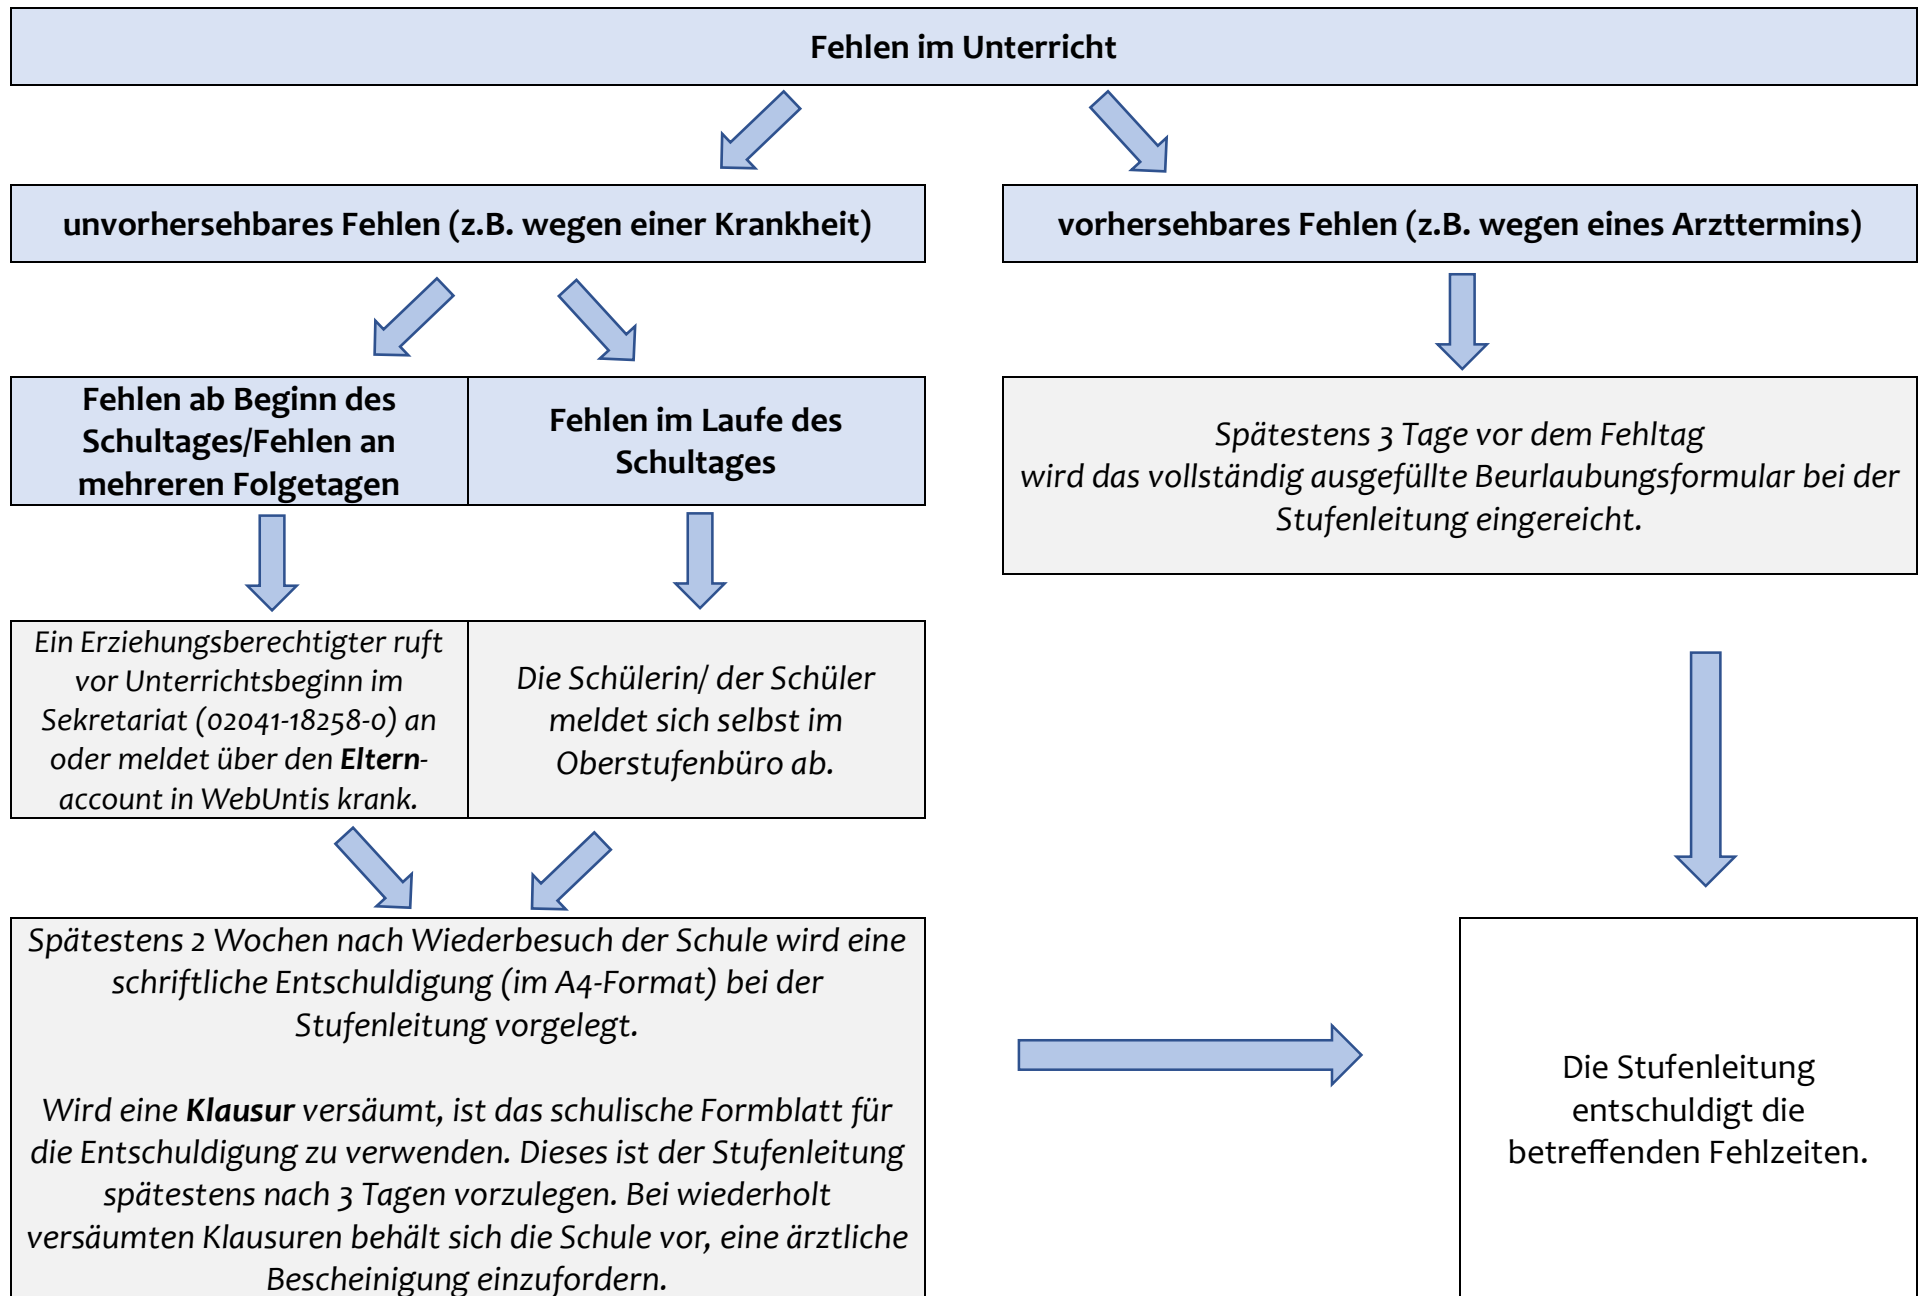 Fehlen im Unterricht
unvorhersehbares Fehlen (z.B. wegen einer Krankheit)
vorhersehbares Fehlen (z.B. wegen eines Arzttermins)
Fehlen ab Beginn des
Schultages/Fehlen an
mehreren Folgetagen
Fehlen im Laufe des
Schultages
Spätestens 3 Tage vor dem Fehltag
wird das vollständig ausgefüllte Beurlaubungsformular bei der
Stufenleitung eingereicht.
Ein Erziehungsberechtigter ruft
vor Unterrichtsbeginn im
Sekretariat (02041-18258-0) an
oder meldet über den Eltern-
account in WebUntis krank.
Die Schülerin/ der Schüler
meldet sich selbst im
Oberstufenbüro ab.
Spätestens 2 Wochen nach Wiederbesuch der Schule wird eine
schriftliche Entschuldigung (im A4-Format) bei der
Stufenleitung vorgelegt.
Wird eine Klausur versäumt, ist das schulische Formblatt für
die Entschuldigung zu verwenden. Dieses ist der Stufenleitung
spätestens nach 3 Tagen vorzulegen. Bei wiederholt
versäumten Klausuren behält sich die Schule vor, eine ärztliche
Bescheinigung einzufordern.
Die Stufenleitung
entschuldigt die
betreffenden Fehlzeiten.